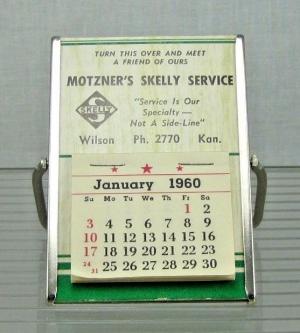 TURN THIS OVER AND MEET
A FRIEND OF OURS
MOTZNER'S SKELLY SERVICE
S
SKELLY
"Service Is Our
Specialty—
Not A Side-Line"
Wilson Ph. 2770 Kan.
January 1960
Su Mo Tu We Th Fr Sa
1 2
3 4 5 6 7 8 9
10 11 12 13 14 15 16
17 18 19 20 21 22 23
24/31 25 26 27 28 29 30